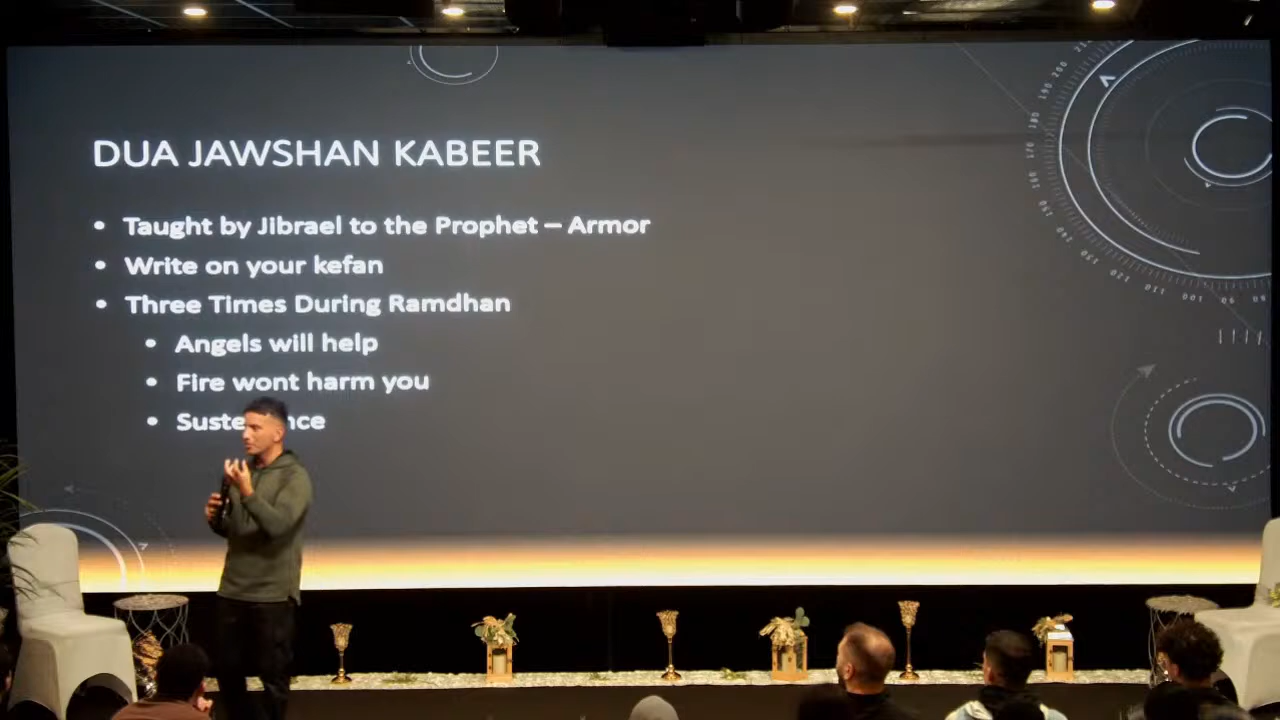 DUA JAWSHAN KABEER
• Taught by Jibrael to the Prophet – Armor
• Write on your kefan
• Three Times During Ramdhan
• Angels will help
• Fire wont harm you